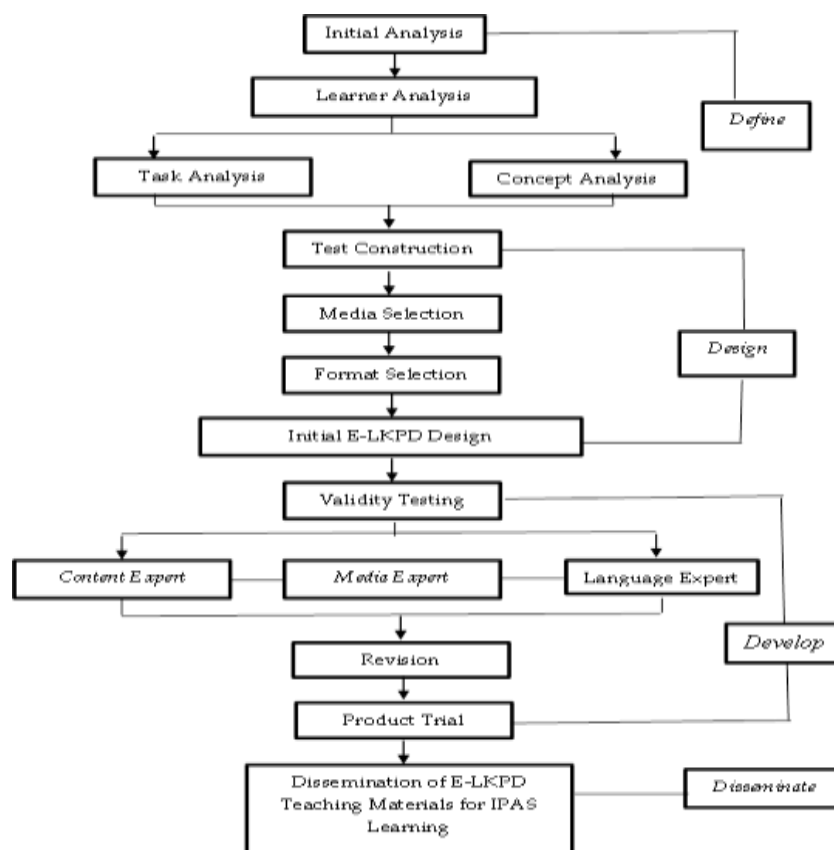 Initial Analysis
Learner Analysis
Define
Task Analysis
Concept Analysis
Test Construction
Media Selection
Design
Format Selection
Initial E-LKPD Design
Validity Testing
Content Expert
Media Expert
Language Expert
Develop
Revision
Product Trial
Dissemination of E-LKPD
Teaching Materials for IPAS
Learning
Disseminate